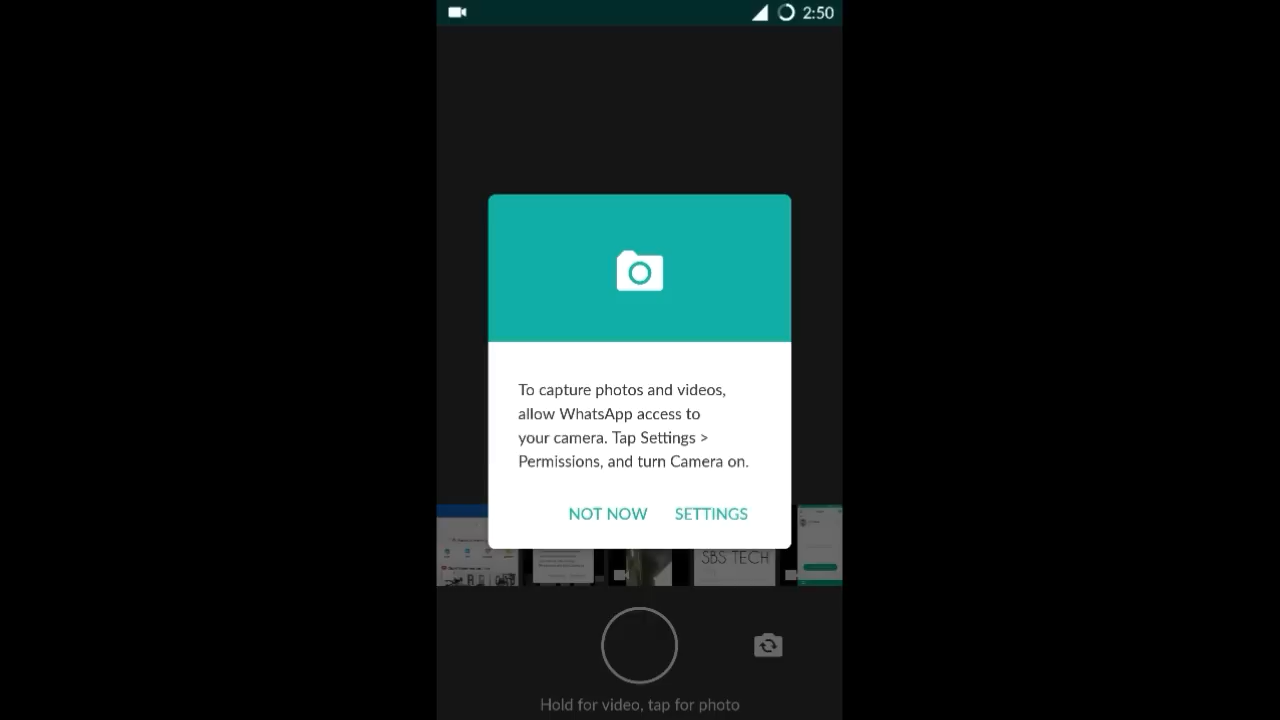 2:50
To capture photos and videos,
allow WhatsApp access to
your camera. Tap Settings >
Permissions, and turn Camera on.
NOT NOW SETTINGS
SBS TECH
Hold for video, tap for photo